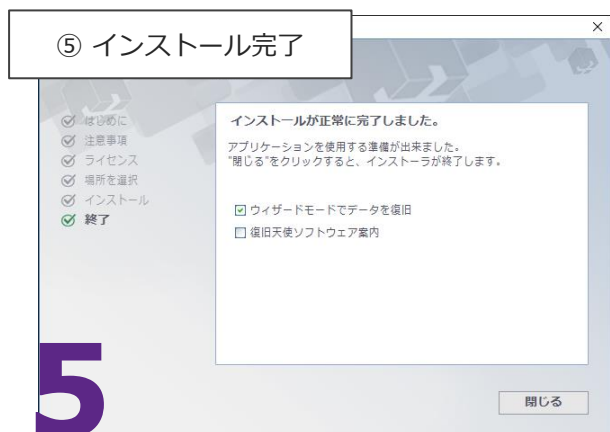 ⑤ インストール完了
はじめに
注意事項
ライセンス
場所を選択
インストール
終了
インストールが正常に完了しました。
アプリケーションを使用する準備が出来ました。
"閉じる"をクリックすると、インストーラが終了します。
ウィザードモードでデータを復旧
復旧天使ソフトウェア案内
5
閉じる